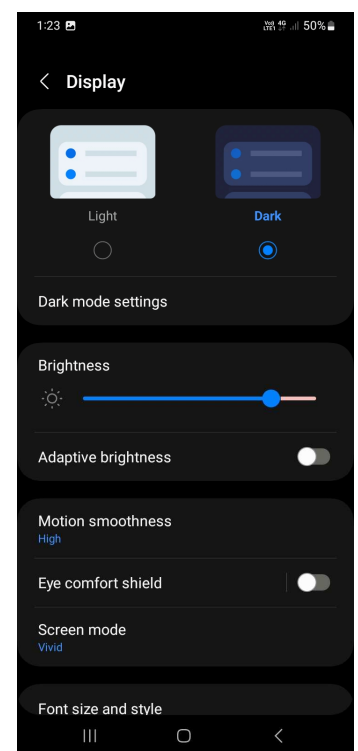 1:23 50%
Display
Light Dark
Dark mode settings
Brightness
Adaptive brightness
Motion smoothness
High
Eye comfort shield
Screen mode
Vivid
Font size and style